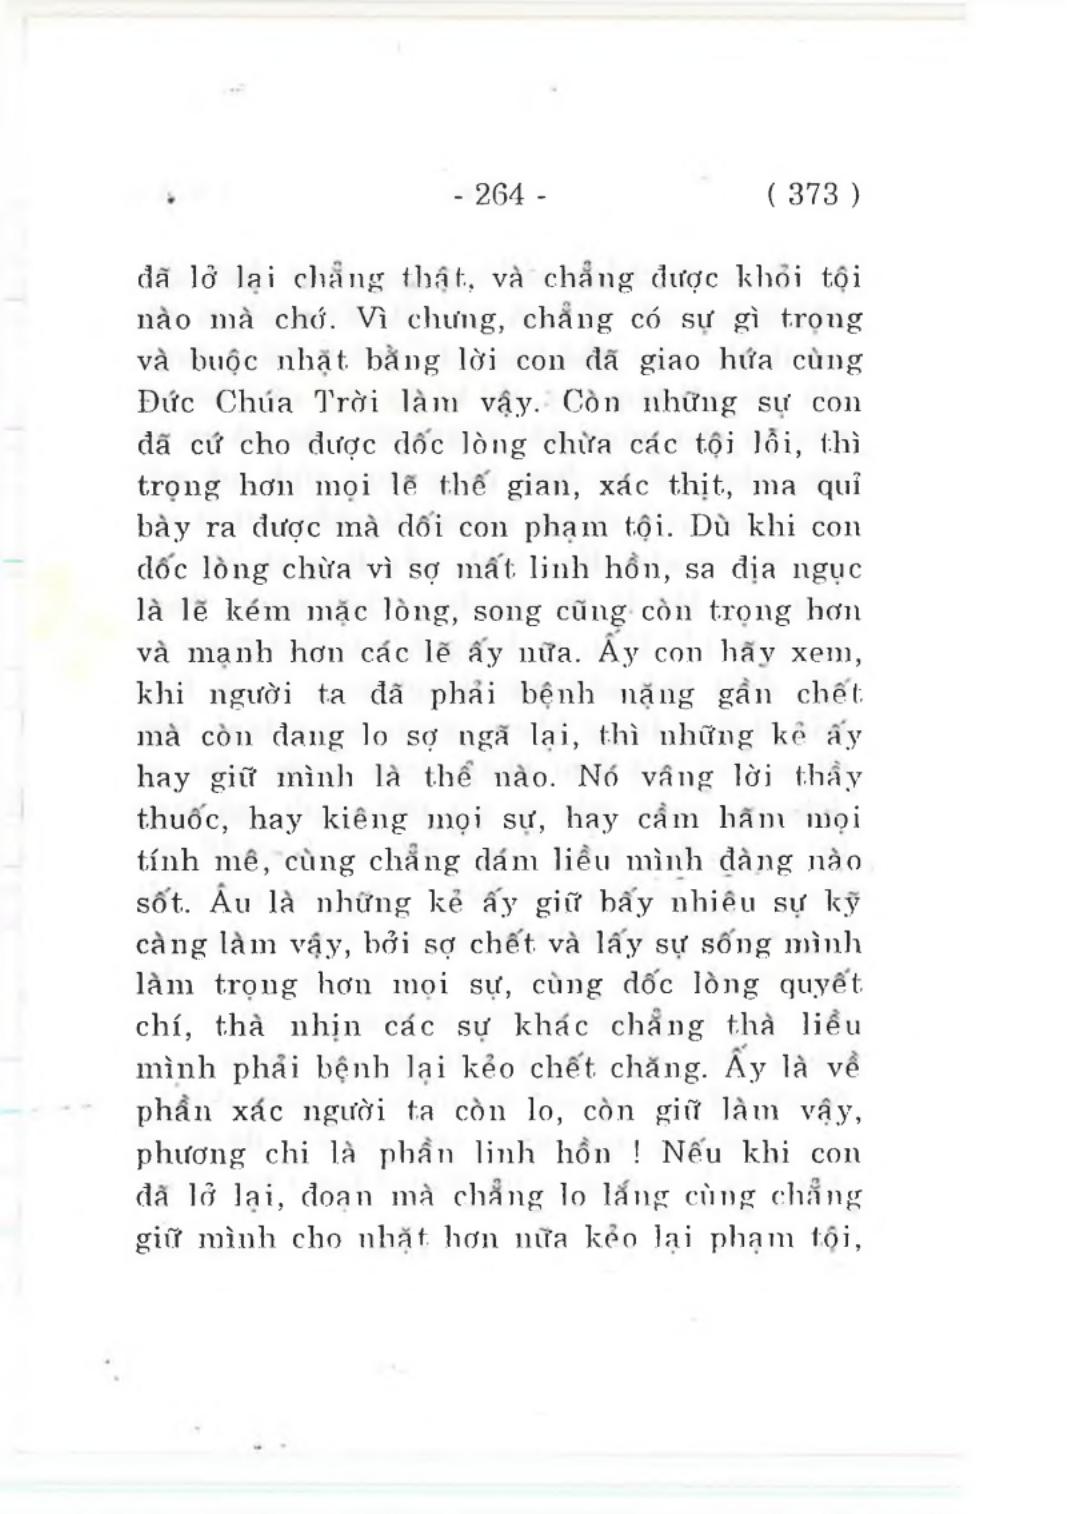 - 264 - ( 373 )
đã lở lại chẳng thật, và chẳng được khỏi tội
nào mà chớ. Vì chưng, chẳng có sự gì trọng
và buộc nhặt bằng lời con đã giao hứa cùng
Đức Chúa Trời làm vậy. Còn những sự con
đã cứ cho được dốc lòng chừa các tội lỗi, thì
trọng hơn mọi lẽ thế gian, xác thịt, ma quỉ
bày ra được mà dối con phạm tội. Dù khi con
dốc lòng chừa vì sợ mất linh hồn, sa địa ngục
là lẽ kém mặc lòng, song cũng còn trọng hơn
và mạnh hơn các lẽ ấy nữa. Ấy con hãy xem,
khi người ta đã phải bệnh nặng gần chết
mà còn đang lo sợ ngã lại, thì những kẻ ấy
hay giữ mình là thể nào. Nó vâng lời thầy
thuốc, hay kiêng mọi sự, hay cầm hãm mọi
tính mê, cùng chẳng dám liều mình đàng nào
sốt. Âu là những kẻ ấy giữ bấy nhiêu sự kỹ
càng làm vậy, bởi sợ chết và lấy sự sống mình
làm trọng hơn mọi sự, cùng dốc lòng quyết
chí, thà nhịn các sự khác chẳng thà liều
mình phải bệnh lại kẻo chết chăng. Ấy là về
phần xác người ta còn lo, còn giữ làm vậy,
phương chi là phần linh hồn ! Nếu khi con
đã lở lại, đoạn mà chẳng lo lắng cùng chẳng
giữ mình cho nhặt hơn nữa kẻo lại phạm tội,